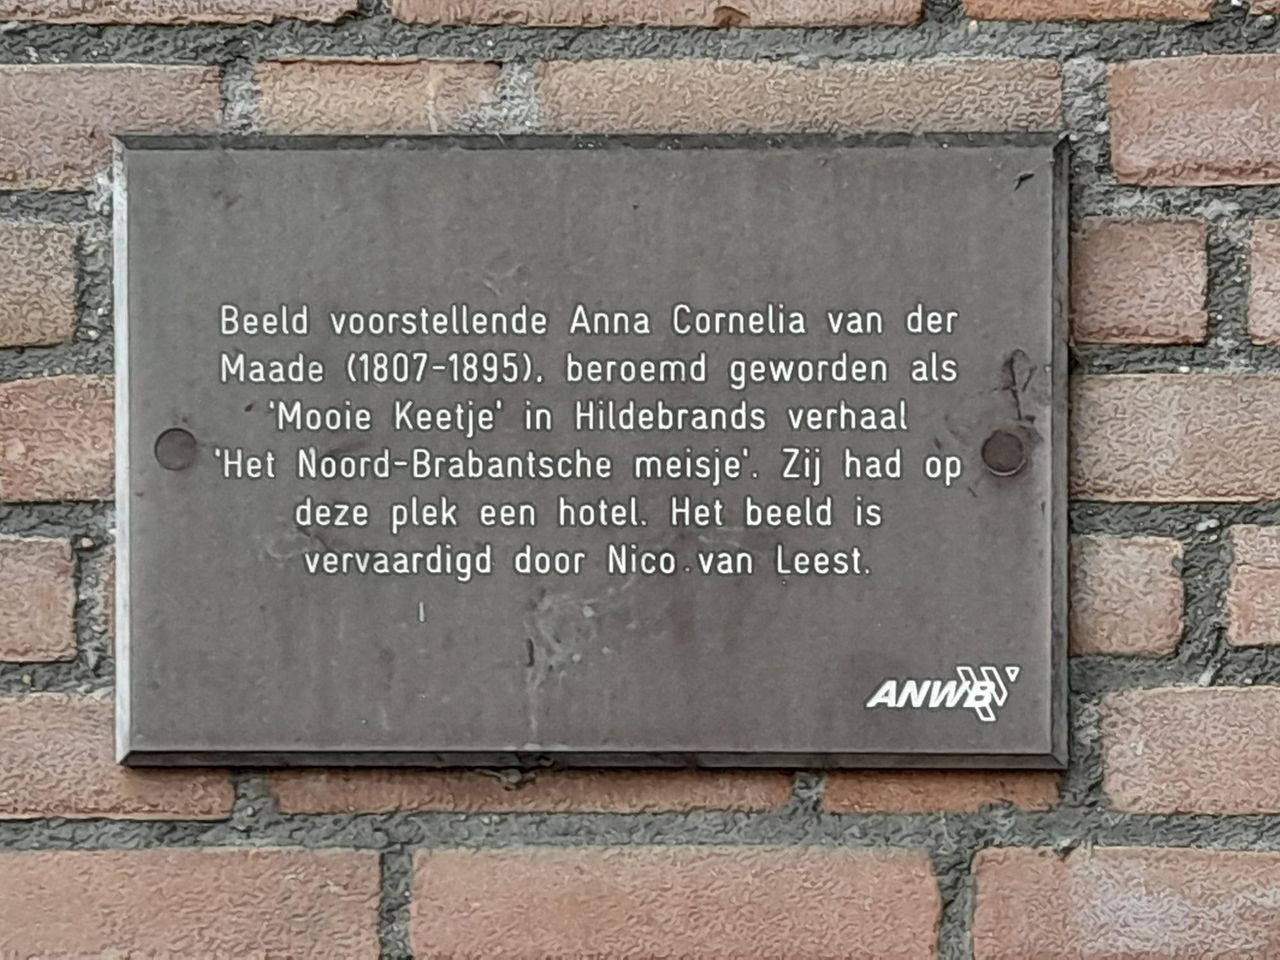 Beeld voorstellende Anna Cornelia van der
Maade (1807-1895). beroemd geworden als
'Mooie Keetje' in Hildebrands verhaal
'Het Noord-Brabantsche meisje'. Zij had op
deze plek een hotel. Het beeld is
vervaardigd door Nico van Leest.
ANWB